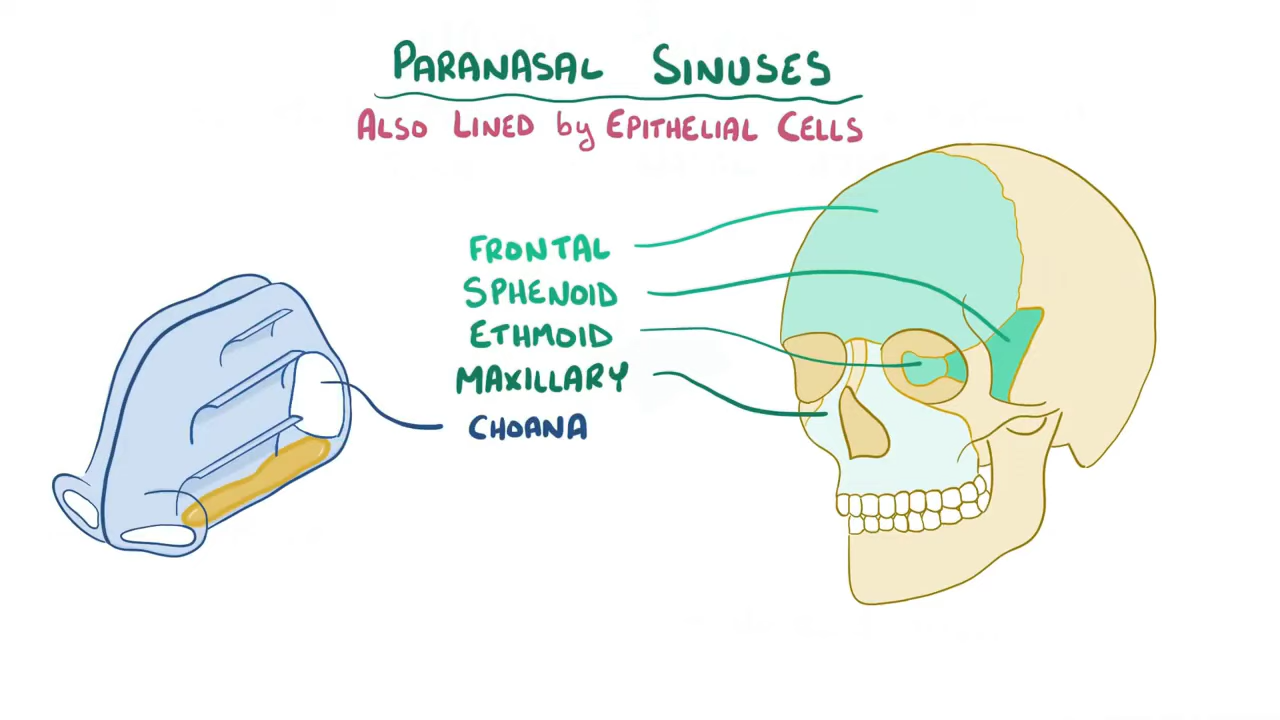 PARANASAL SINUSES
ALSO LINED by EPITHELIAL CELLS
FRONTAL
SPHENOID
ETHMOID
MAXILLARY
CHOANA